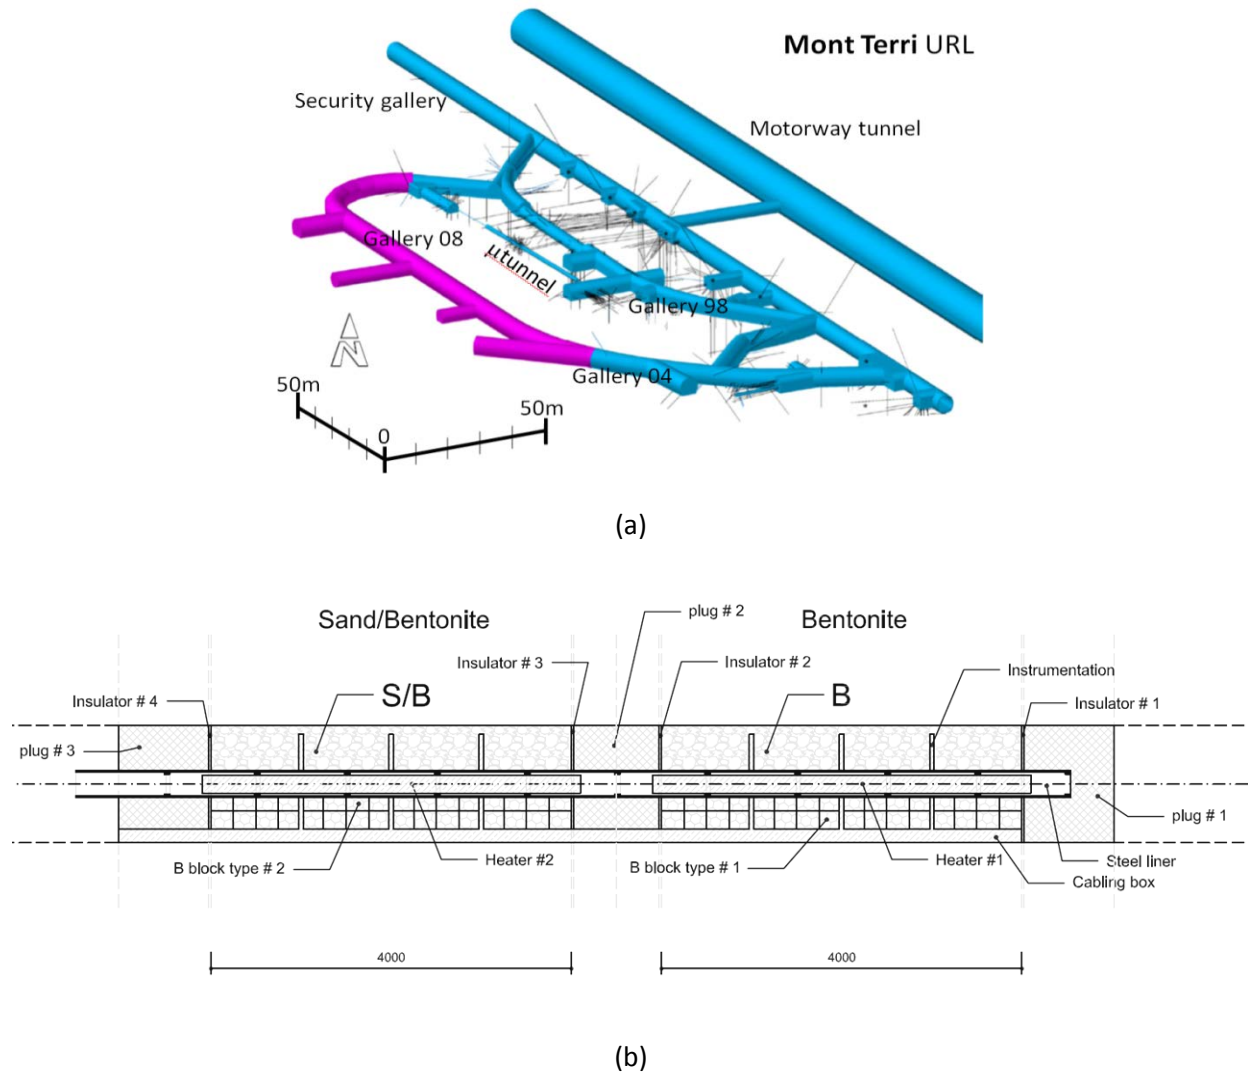 Mont Terri URL
Security gallery
Motorway tunnel
Gallery 08
μtunnel
Gallery 98
Gallery 04
N
50m
0
50m
(a)
Sand/Bentonite
plug # 2
Bentonite
Insulator # 3
Insulator # 2
Instrumentation
Insulator # 4
S/B
B
Insulator # 1
plug # 3
plug # 1
B block type # 2
Heater #2
B block type # 1
Heater #1
Steel liner
Cabling box
4000
4000
(b)